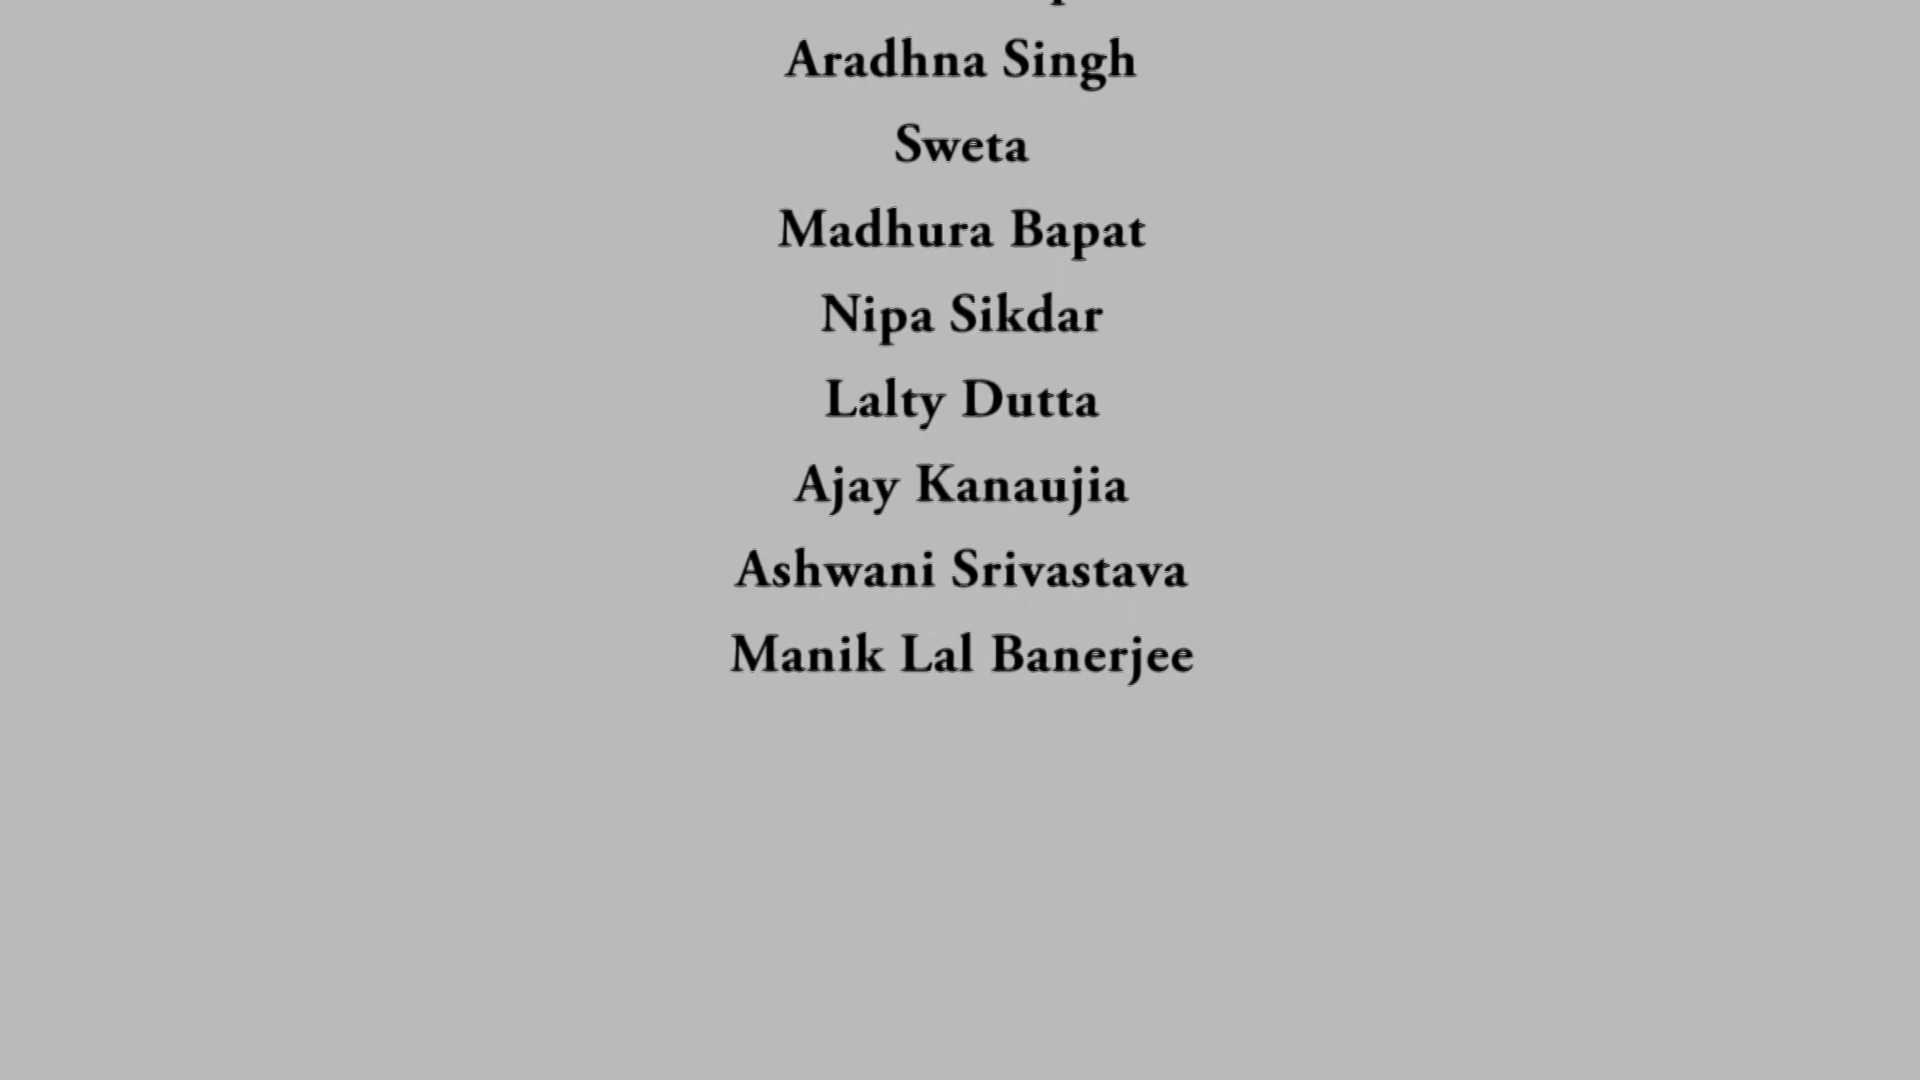 Aradhna Singh
Sweta
Madhura Bapat
Nipa Sikdar
Lalty Dutta
Ajay Kanaujia
Ashwani Srivastava
Manik Lal Banerjee